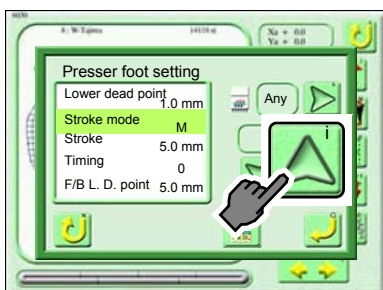 Xa + 0.0
Ya + 0.0
Presser foot setting
Lower dead point
1.0 mm
Stroke mode
M
Stroke
5.0 mm
Timing
0
F/B L. D. point 5.0 mm
Any
i